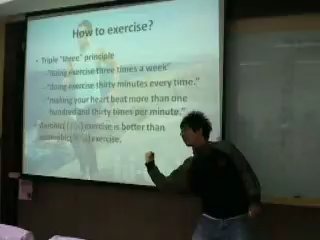 How to exercise?
• Triple "three" principle
- "doing exercise three times a week"
- "doing exercise thirty minutes every time."
- "making your heart beat more than one
hundred and thirty times per minute."
exercise is better than
exercise.